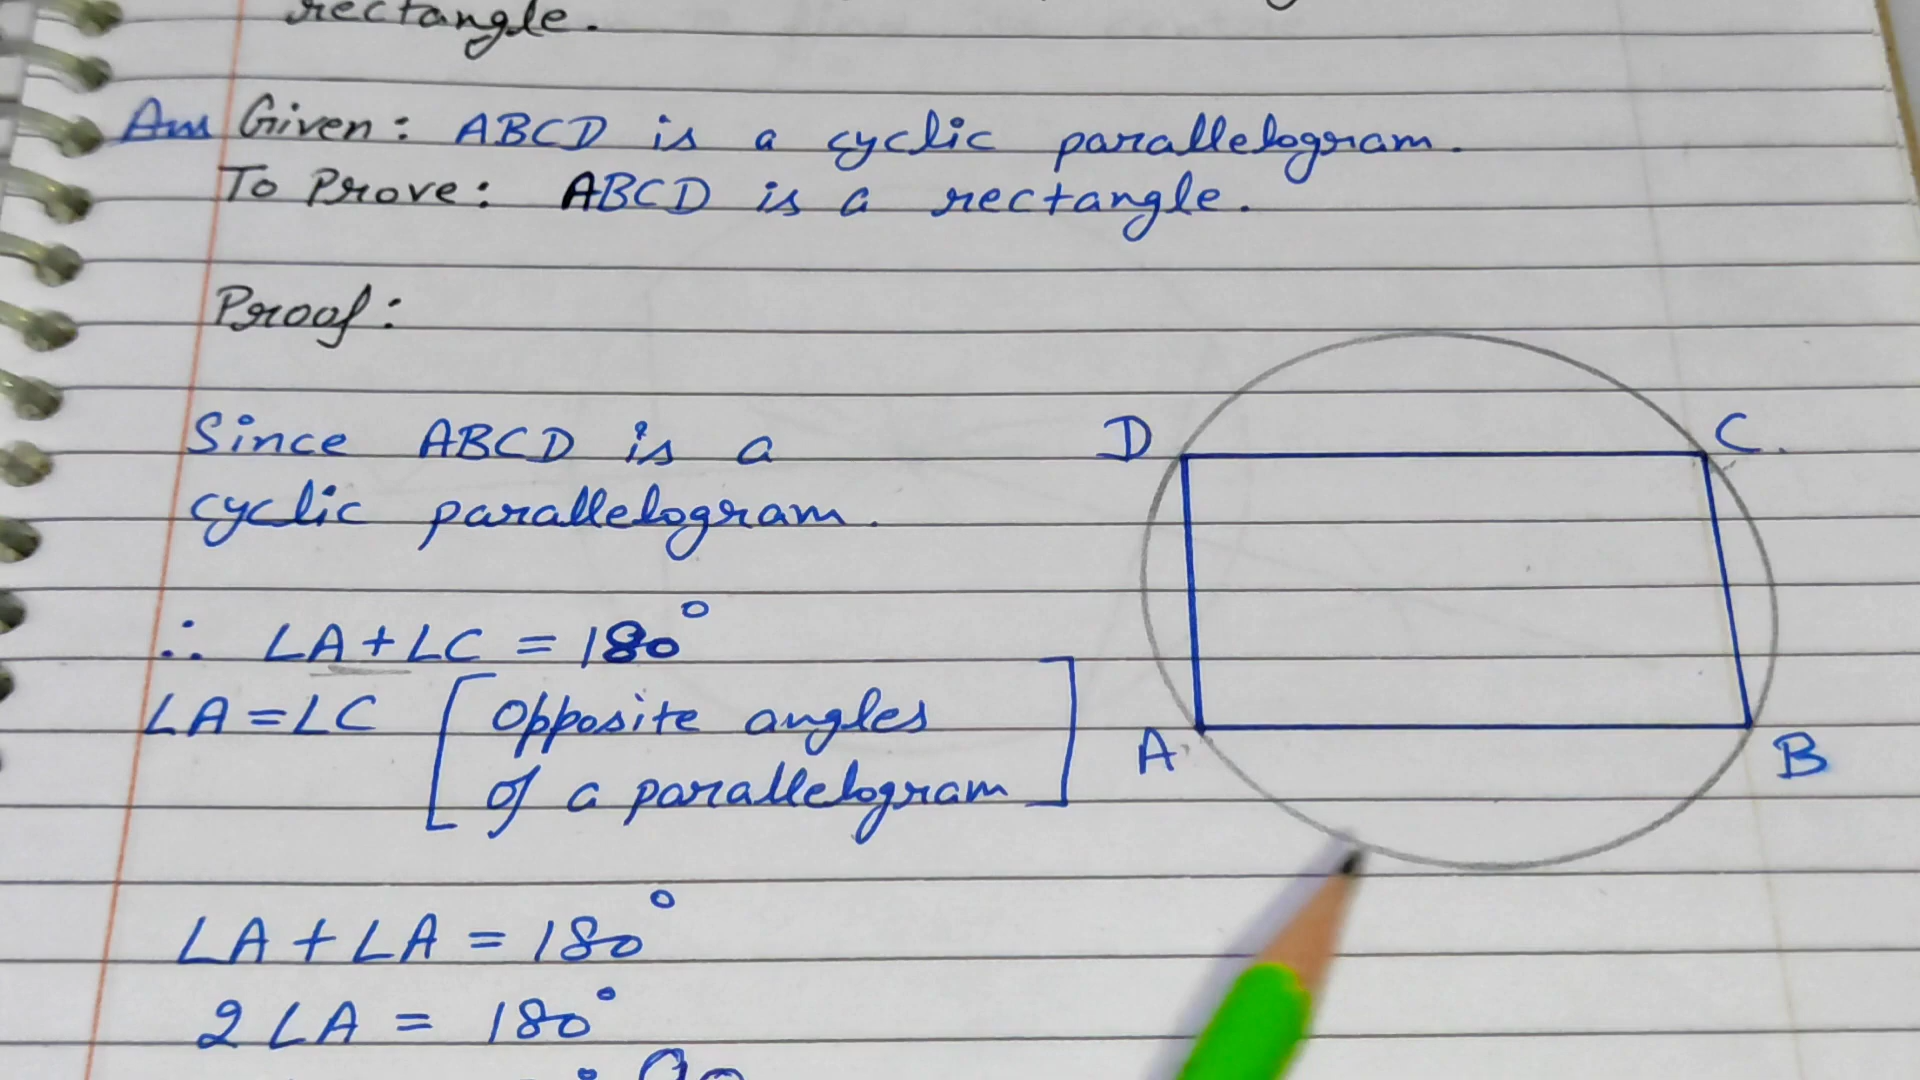 rectangle.
Ans Given: ABCD is a cyclic parallelogram.
To Prove: ABCD is a rectangle.
Proof:
Since ABCD is a
cyclic parallelogram.
∴ ∠A+∠C = 180°
∠A=∠C [Opposite angles
of a parallelogram]
D
C.
A
B
∠A+∠A = 180°
2∠A = 180°